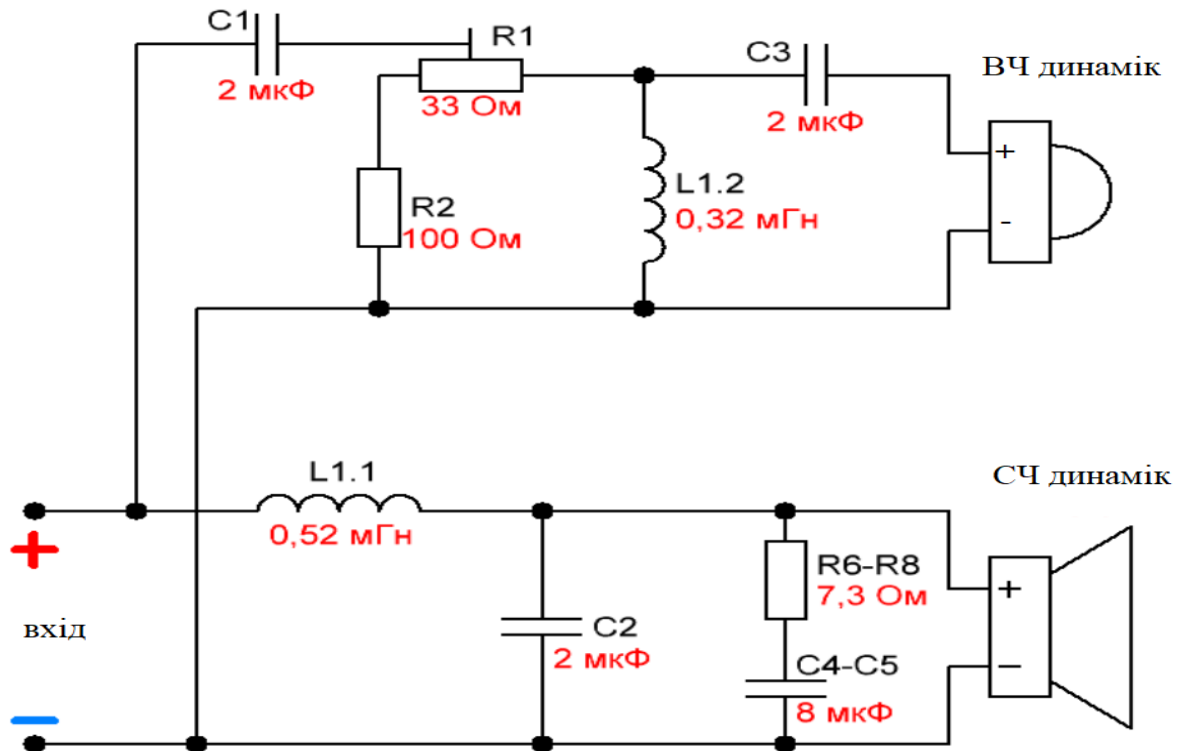 C1
2 мкФ
R1
33 Ом
C3
2 мкФ
ВЧ динамік
+
-
R2
100 Ом
L1.2
0,32 мГн
L1.1
0,52 мГн
СЧ динамік
+
вхід
−
C2
2 мкФ
R6-R8
7,3 Ом
C4-C5
8 мкФ
+
−